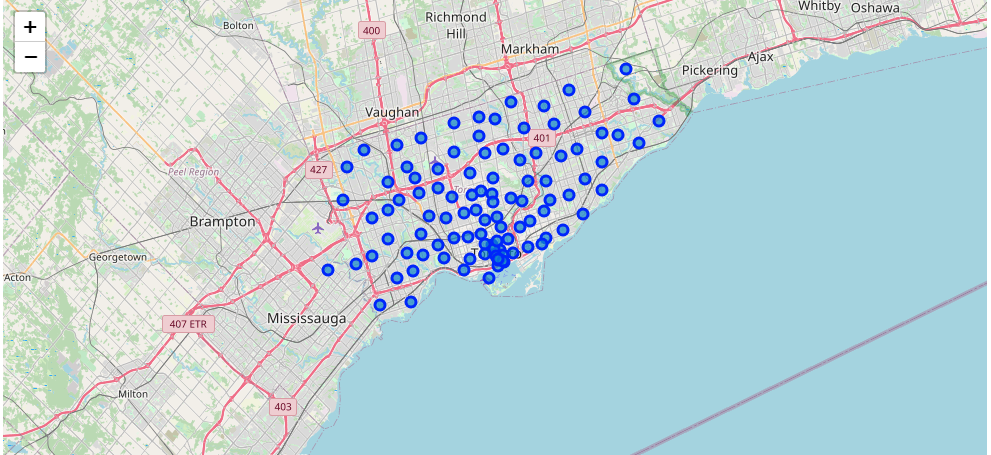 Whitby
Oshawa
Richmond
Hill
Bolton
400
Markham
Ajax
Pickering
Vaughan
401
427
Peel Region
Brampton
Georgetown
Acton
Mississauga
407 ETR
Milton
403
+
−